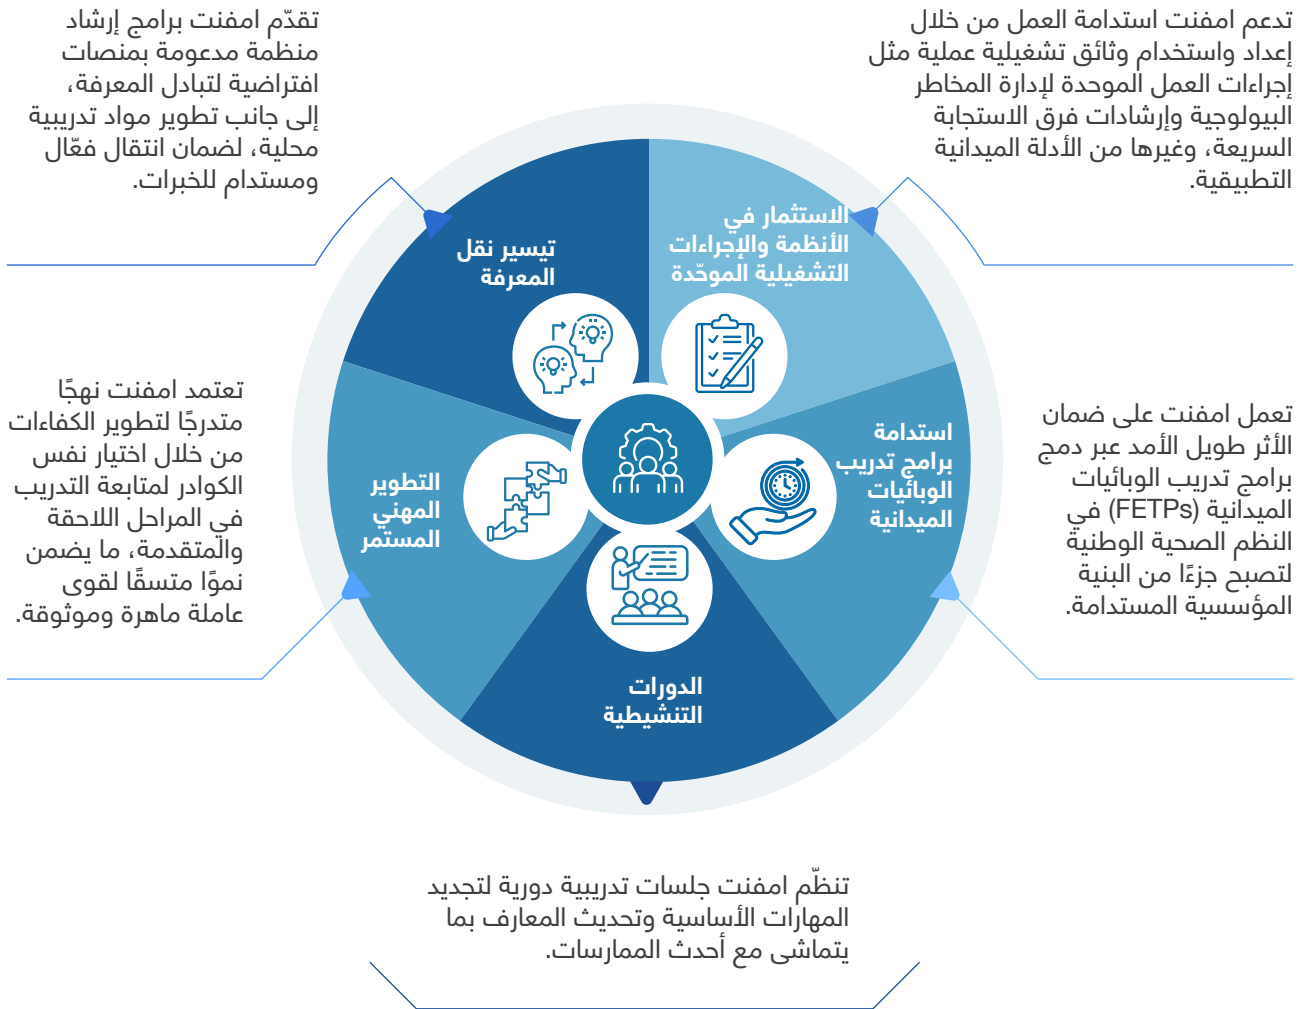 تدعم امفنت استدامة العمل من خلال
إعداد واستخدام وثائق تشغيلية عملية مثل
إجراءات العمل الموحدة لإدارة المخاطر
البيولوجية وإرشادات فرق الاستجابة
السريعة، وغيرها من الأدلة الميدانية
التطبيقية.
تقدّم امفنت برامج إرشاد
منظمة مدعومة بمنصات
افتراضية لتبادل المعرفة،
إلى جانب تطوير مواد تدريبية
محلية، لضمان انتقال فعّال
ومستدام للخبرات.
الاستثمار في
الأنظمة والإجراءات
التشغيلية الموحّدة
تيسير نقل
المعرفة
تعمل امفنت على ضمان
الأثر طويل الأمد عبر دمج
برامج تدريب الوبائيات
الميدانية (FETPs) في
النظم الصحية الوطنية
لتصبح جزءًا من البنية
المؤسسية المستدامة.
استدامة
برامج تدريب
الوبائيات
الميدانية
التطوير
المهني
المستمر
تعتمد امفنت نهجًا
متدرجًا لتطوير الكفاءات
من خلال اختيار نفس
الكوادر لمتابعة التدريب
في المراحل اللاحقة
والمتقدمة، ما يضمن
نموًا متسقًا لقوى
عاملة ماهرة وموثوقة.
الدورات
التنشيطية
تنظّم امفنت جلسات تدريبية دورية لتجديد
المهارات الأساسية وتحديث المعارف بما
يتماشى مع أحدث الممارسات.